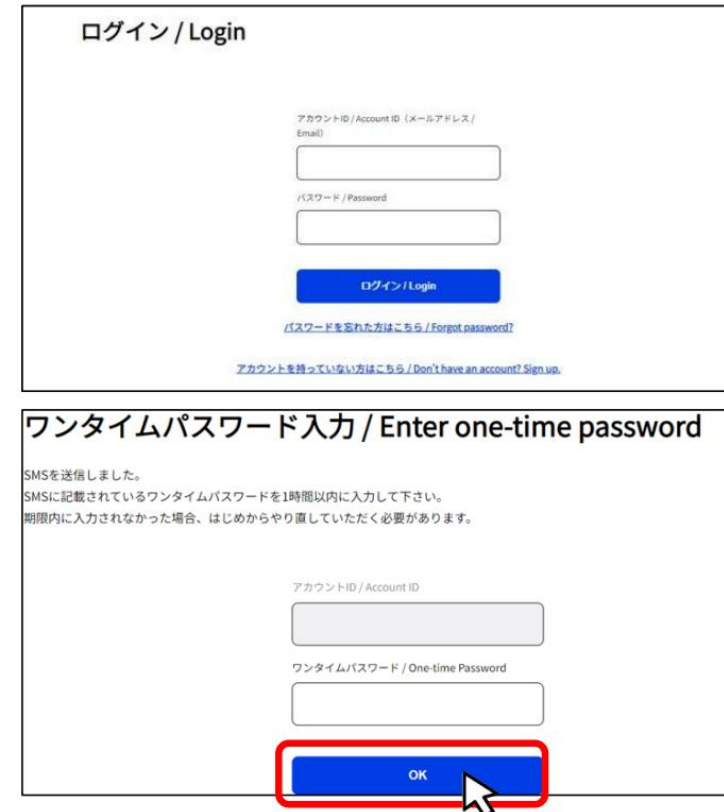 ログイン / Login
アカウントID / Account ID（メールアドレス /
Email）
パスワード / Password
ログイン / Login
パスワードを忘れた方はこちら / Forgot password?
アカウントを持っていない方はこちら / Don't have an account? Sign up.
ワンタイムパスワード入力 / Enter one-time password
SMSを送信しました。
SMSに記載されているワンタイムパスワードを1時間以内に入力して下さい。
期限内に入力されなかった場合、はじめからやり直していただく必要があります。
アカウントID / Account ID
ワンタイムパスワード / One-time Password
OK